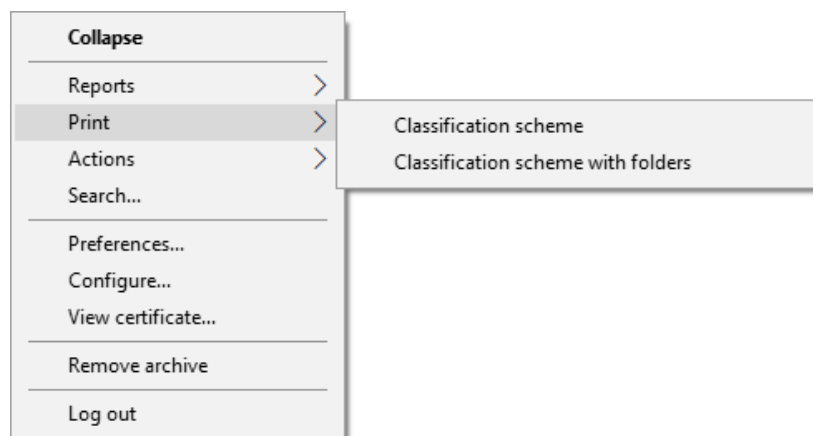 Collapse
Reports
Print
Actions
Search...
Preferences...
Configure...
View certificate...
Remove archive
Log out
Classification scheme
Classification scheme with folders